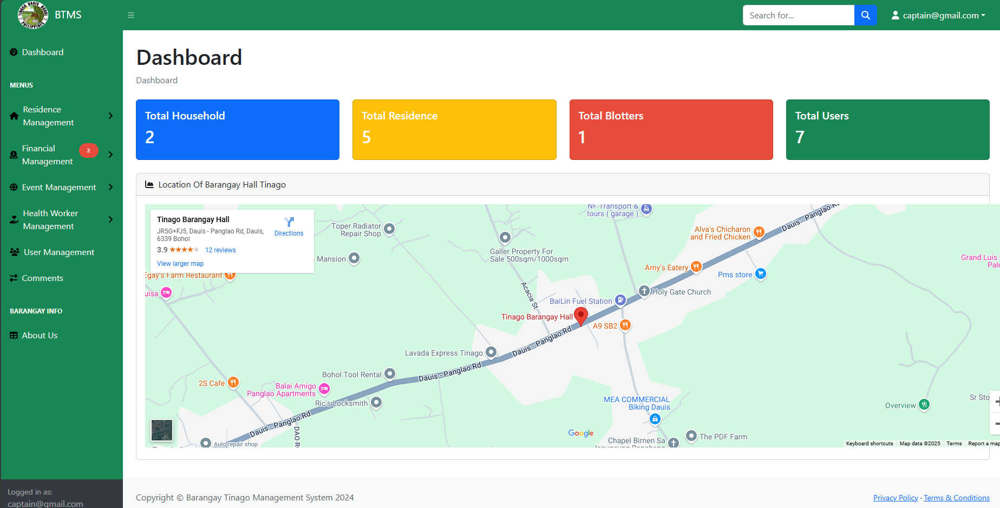 TINAGO DAUIS BOHOL
PHILIPPINES
BTMS
Search for...
captain@gmail.com
Dashboard
MENUS
Residence
Management
Financial
Management
2
Event Management
Health Worker
Management
User Management
Comments
BARANGAY INFO
About Us
Logged in as:
captain@gmail.com
Dashboard
Dashboard
Total Household
2
Total Residence
5
Total Blotters
1
Total Users
7
Location Of Barangay Hall Tinago
Tinago Barangay Hall
JR5G+FJ5, Dauis - Panglao Rd, Dauis,
6339 Bohol
Directions
3.9
12 reviews
View larger map
NF Transport &
tours ( garage )
Dauis - Panglao Rd
Toper Radiator
Repair Shop
Alva's Chicharon
and Fried Chicken
Galler Property For
Sale 500sqm/1000sqm
Mansion
Grand Luis
Egay's Farm Restaurant
Amy's Eatery
Pms store
Acacia St
uisa
Holy Gate Church
BaiLin Fuel Station
Tinago Barangay Hall
A9 SB2
Dauis - Panglao Rd
Lavada Express Tinago
Dauis - Panglao Rd
Bohol Tool Rental
2S Cafe
Balai Amigo
Panglao Apartments
Ric's Locksmith
MEA COMMERCIAL
Biking Dauis
Overview
Sr Sto
Dauis - Panglao Rd
DAO R
Google
The PDF Farm
Chapel Birnen Sa
Auto repair shop
Keyboard shortcuts
Map data ©2025
Terms
Report a map
Copyright © Barangay Tinago Management System 2024
Privacy Policy · Terms & Conditions